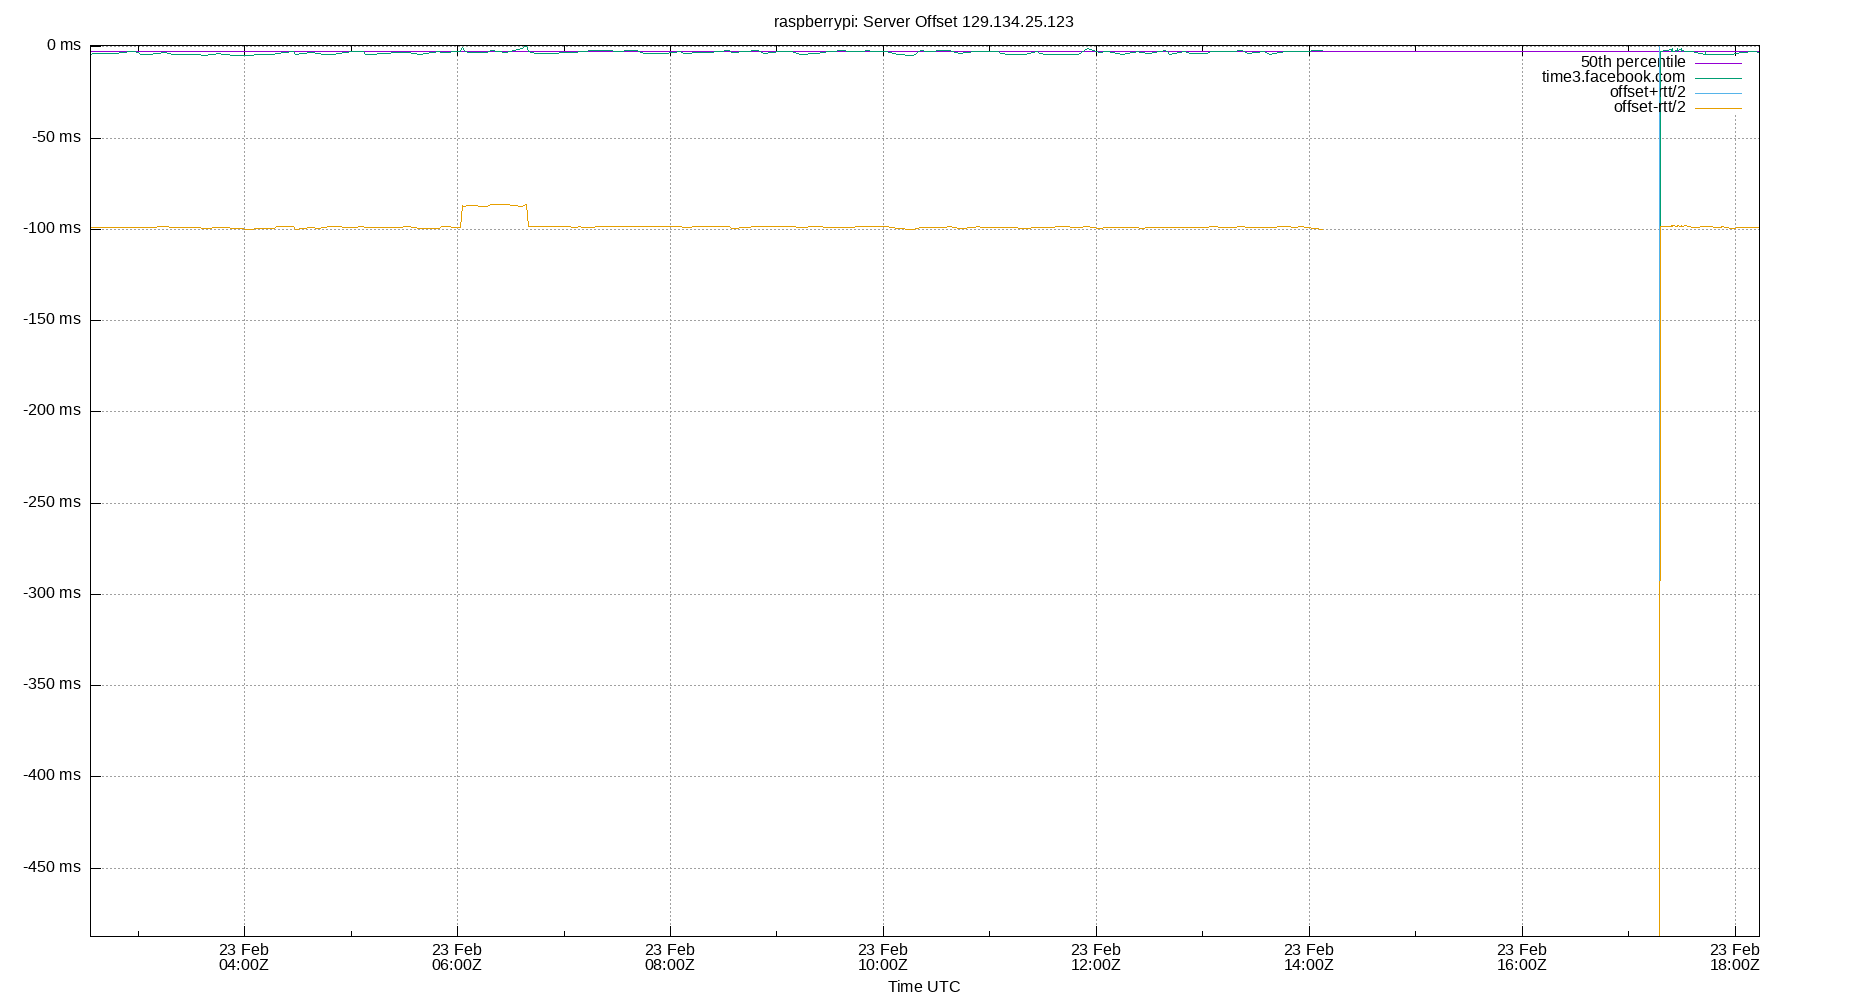 raspberrypi: Server Offset 129.134.25.123
0 ms
-50 ms
-100 ms
-150 ms
-200 ms
-250 ms
-300 ms
-350 ms
-400 ms
-450 ms
50th percentile
time3.facebook.com
offset+rtt/2
offset-rtt/2
23 Feb 23 Feb 23 Feb 23 Feb 23 Feb 23 Feb 23 Feb 23 Feb
04:00Z 06:00Z 08:00Z 10:00Z 12:00Z 14:00Z 16:00Z 18:00Z
Time UTC